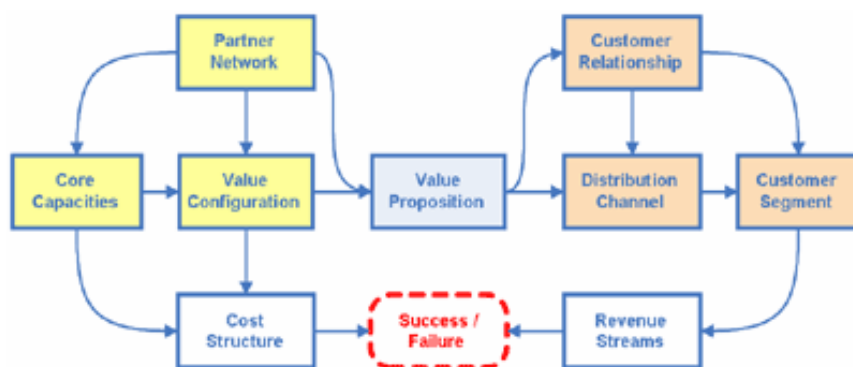 Partner
Network
Customer
Relationship
Core
Capacities
Value
Configuration
Value
Proposition
Distribution
Channel
Customer
Segment
Cost
Structure
Success /
Failure
Revenue
Streams